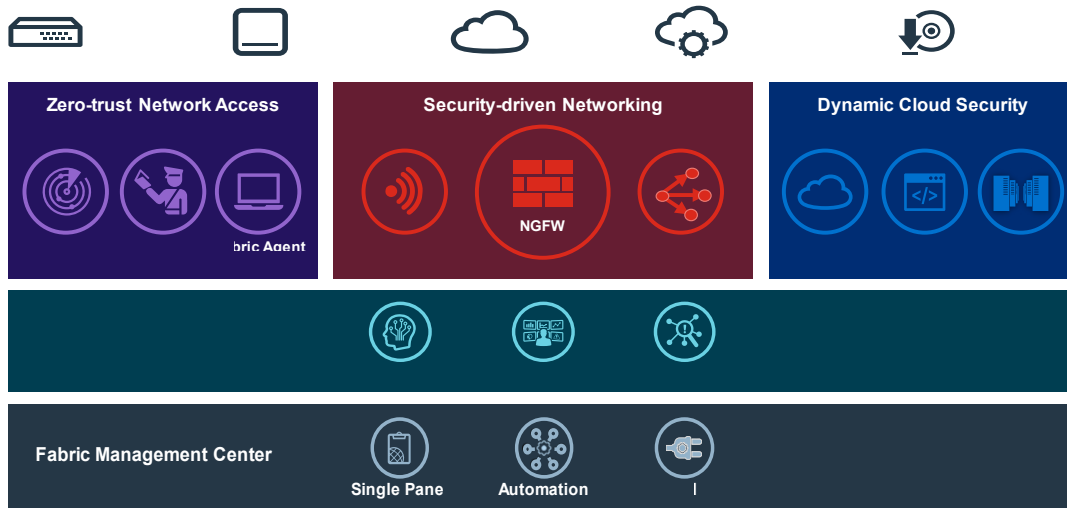 Zero-trust Network Access
Security-driven Networking
Dynamic Cloud Security
</>
NGFW
bric Agent
Fabric Management Center
Single Pane
Automation